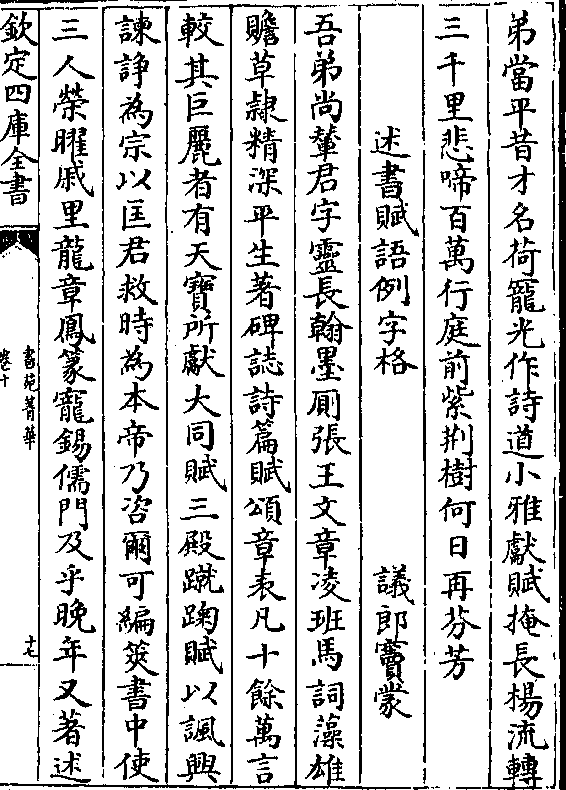 弟當平昔才名荷寵光作詩道小雅獻賦掩長楊流轉
三千里悲啼百萬行庭前紫荆樹何日再芬芳
述書賦語例字格 議郎竇蒙
吾弟尚輦君字靈長翰墨厠張王文章凌班馬詞藻雄
贍草隷精深平生著碑誌詩篇賦頌章表凡十餘萬言
較其巨麗者有天寶所獻大同賦三殿蹴踘賦以諷興
諫諍為宗以匡君救時為本帝乃咨爾可編筴書中使
三人榮曜戚里龍章鳳篆寵錫儒門及乎晚年又著述
欽定四庫全書
書苑菁華
卷十
十七